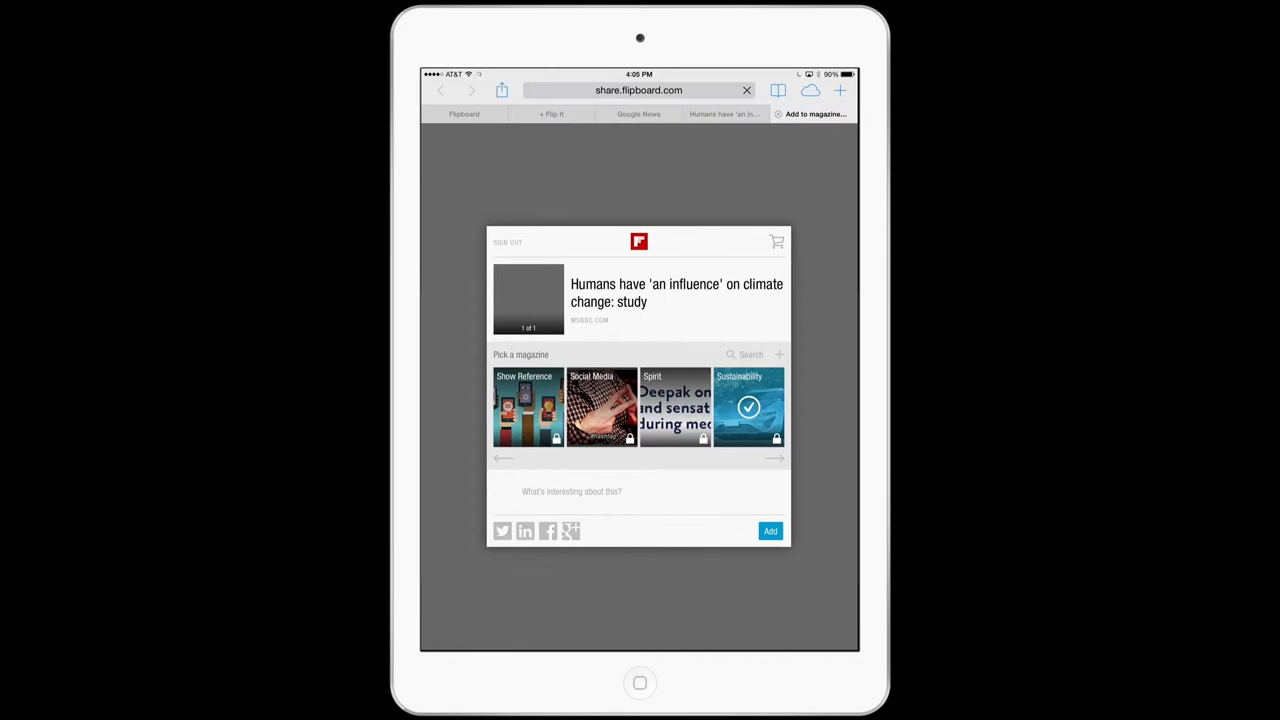 AT&T
4:05 PM
90%
share.flipboard.com
Flipboard
+ Flip It
Google News
Humans have 'an in...
Add to magazine...
SIGN OUT
Humans have 'an influence' on climate
change: study
MSNBC.COM
1 of 1
Pick a magazine
Search
Show Reference
Social Media
#hashtag
Spirit
Deepak on
and sensat
during med
Sustainability
What's interesting about this?
Add